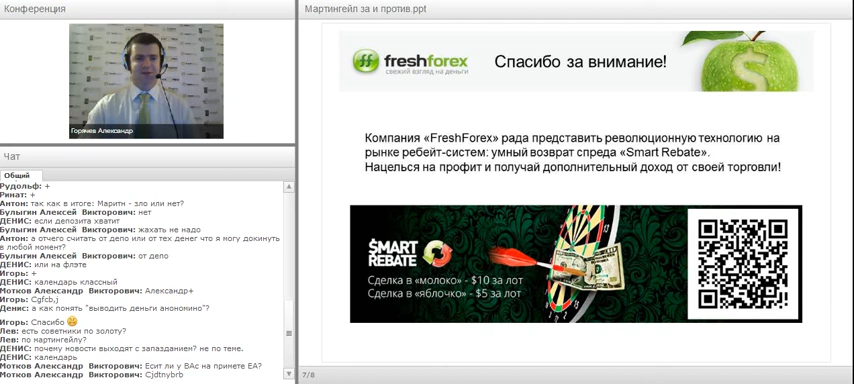 Конференция
Горячев Александр
Чат
Общий
Рудольф: +
Ринат: +
Антон: так как в итоге: Маритн - зло или нет?
Булыгин Алексей Викторович: нет
ДЕНИС: если депозита хватит
Булыгин Алексей Викторович: жахать не надо
Антон: а отчего считать от депо или от тех денег что я могу докинуть
в любой момент?
Булыгин Алексей Викторович: от депо
ДЕНИС: или на флэте
Игорь: +
ДЕНИС: календарь классный
Мотков Александр Викторович: Александр+
Игорь: Cgfcb,j
Денис: а как понять "выводить деньги анонимно"?
Игорь: Спасибо
Лев: есть советники по золоту?
Лев: по мартингейлу?
ДЕНИС: почему новости выходят с запазданием? не по теме.
ДЕНИС: календарь
Мотков Александр Викторович: Есит ли у ВАс на примете ЕА?
Мотков Александр Викторович: Cjdtnybrb
Мартингейл за и против.ppt
ff freshforex
свежий взгляд на деньги
Спасибо за внимание!
Компания «FreshForex» рада представить революционную технологию на
рынке ребейт-систем: умный возврат спреда «Smart Rebate».
Нацелься на профит и получай дополнительный доход от своей торговли!
$MART
REBATE
Сделка в «молоко» - $10 за лот
Сделка в «яблочко» - $5 за лот
7/8